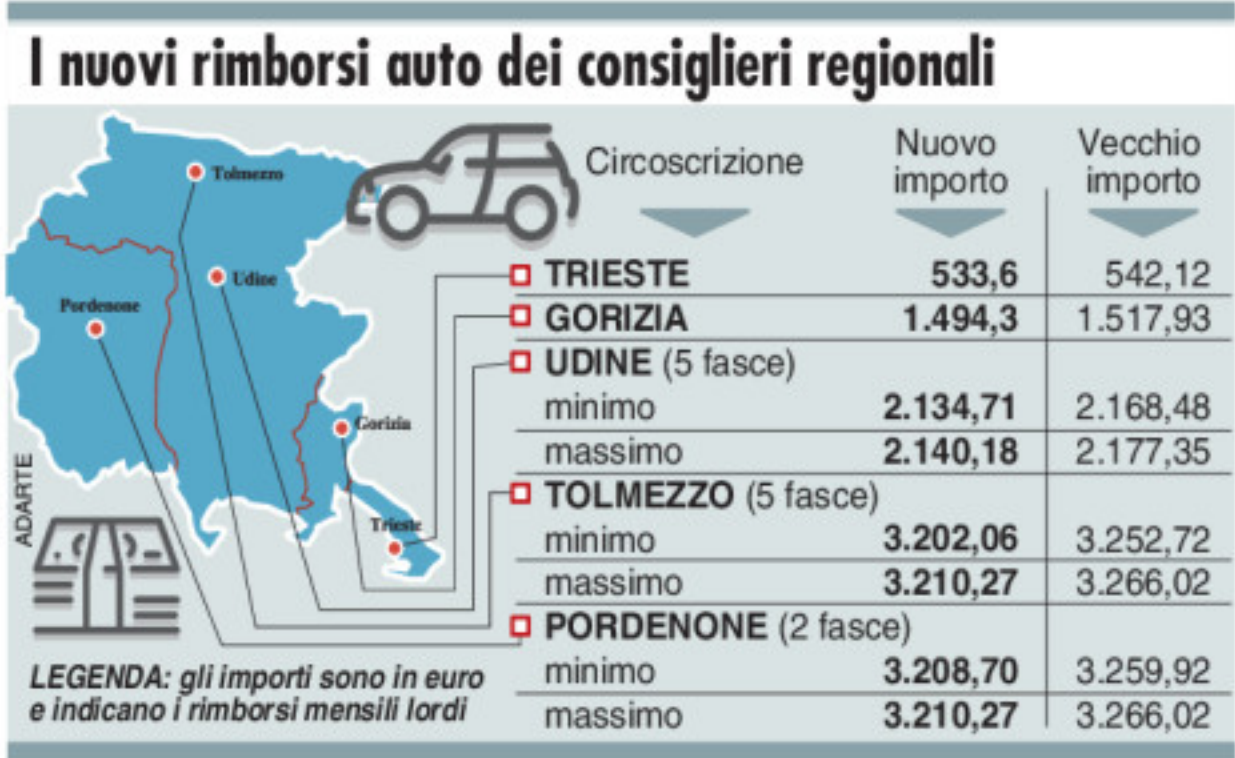 I nuovi rimborsi auto dei consiglieri regionali
Tolmezzo
Udine
Pordenone
Gorizia
Trieste
ADARTE
LEGENDA: gli importi sono in euro
e indicano i rimborsi mensili lordi
Circoscrizione
Nuovo
importo
Vecchio
importo
TRIESTE 533,6 542,12
GORIZIA 1.494,3 1.517,93
UDINE (5 fasce)
minimo 2.134,71 2.168,48
massimo 2.140,18 2.177,35
TOLMEZZO (5 fasce)
minimo 3.202,06 3.252,72
massimo 3.210,27 3.266,02
PORDENONE (2 fasce)
minimo 3.208,70 3.259,92
massimo 3.210,27 3.266,02